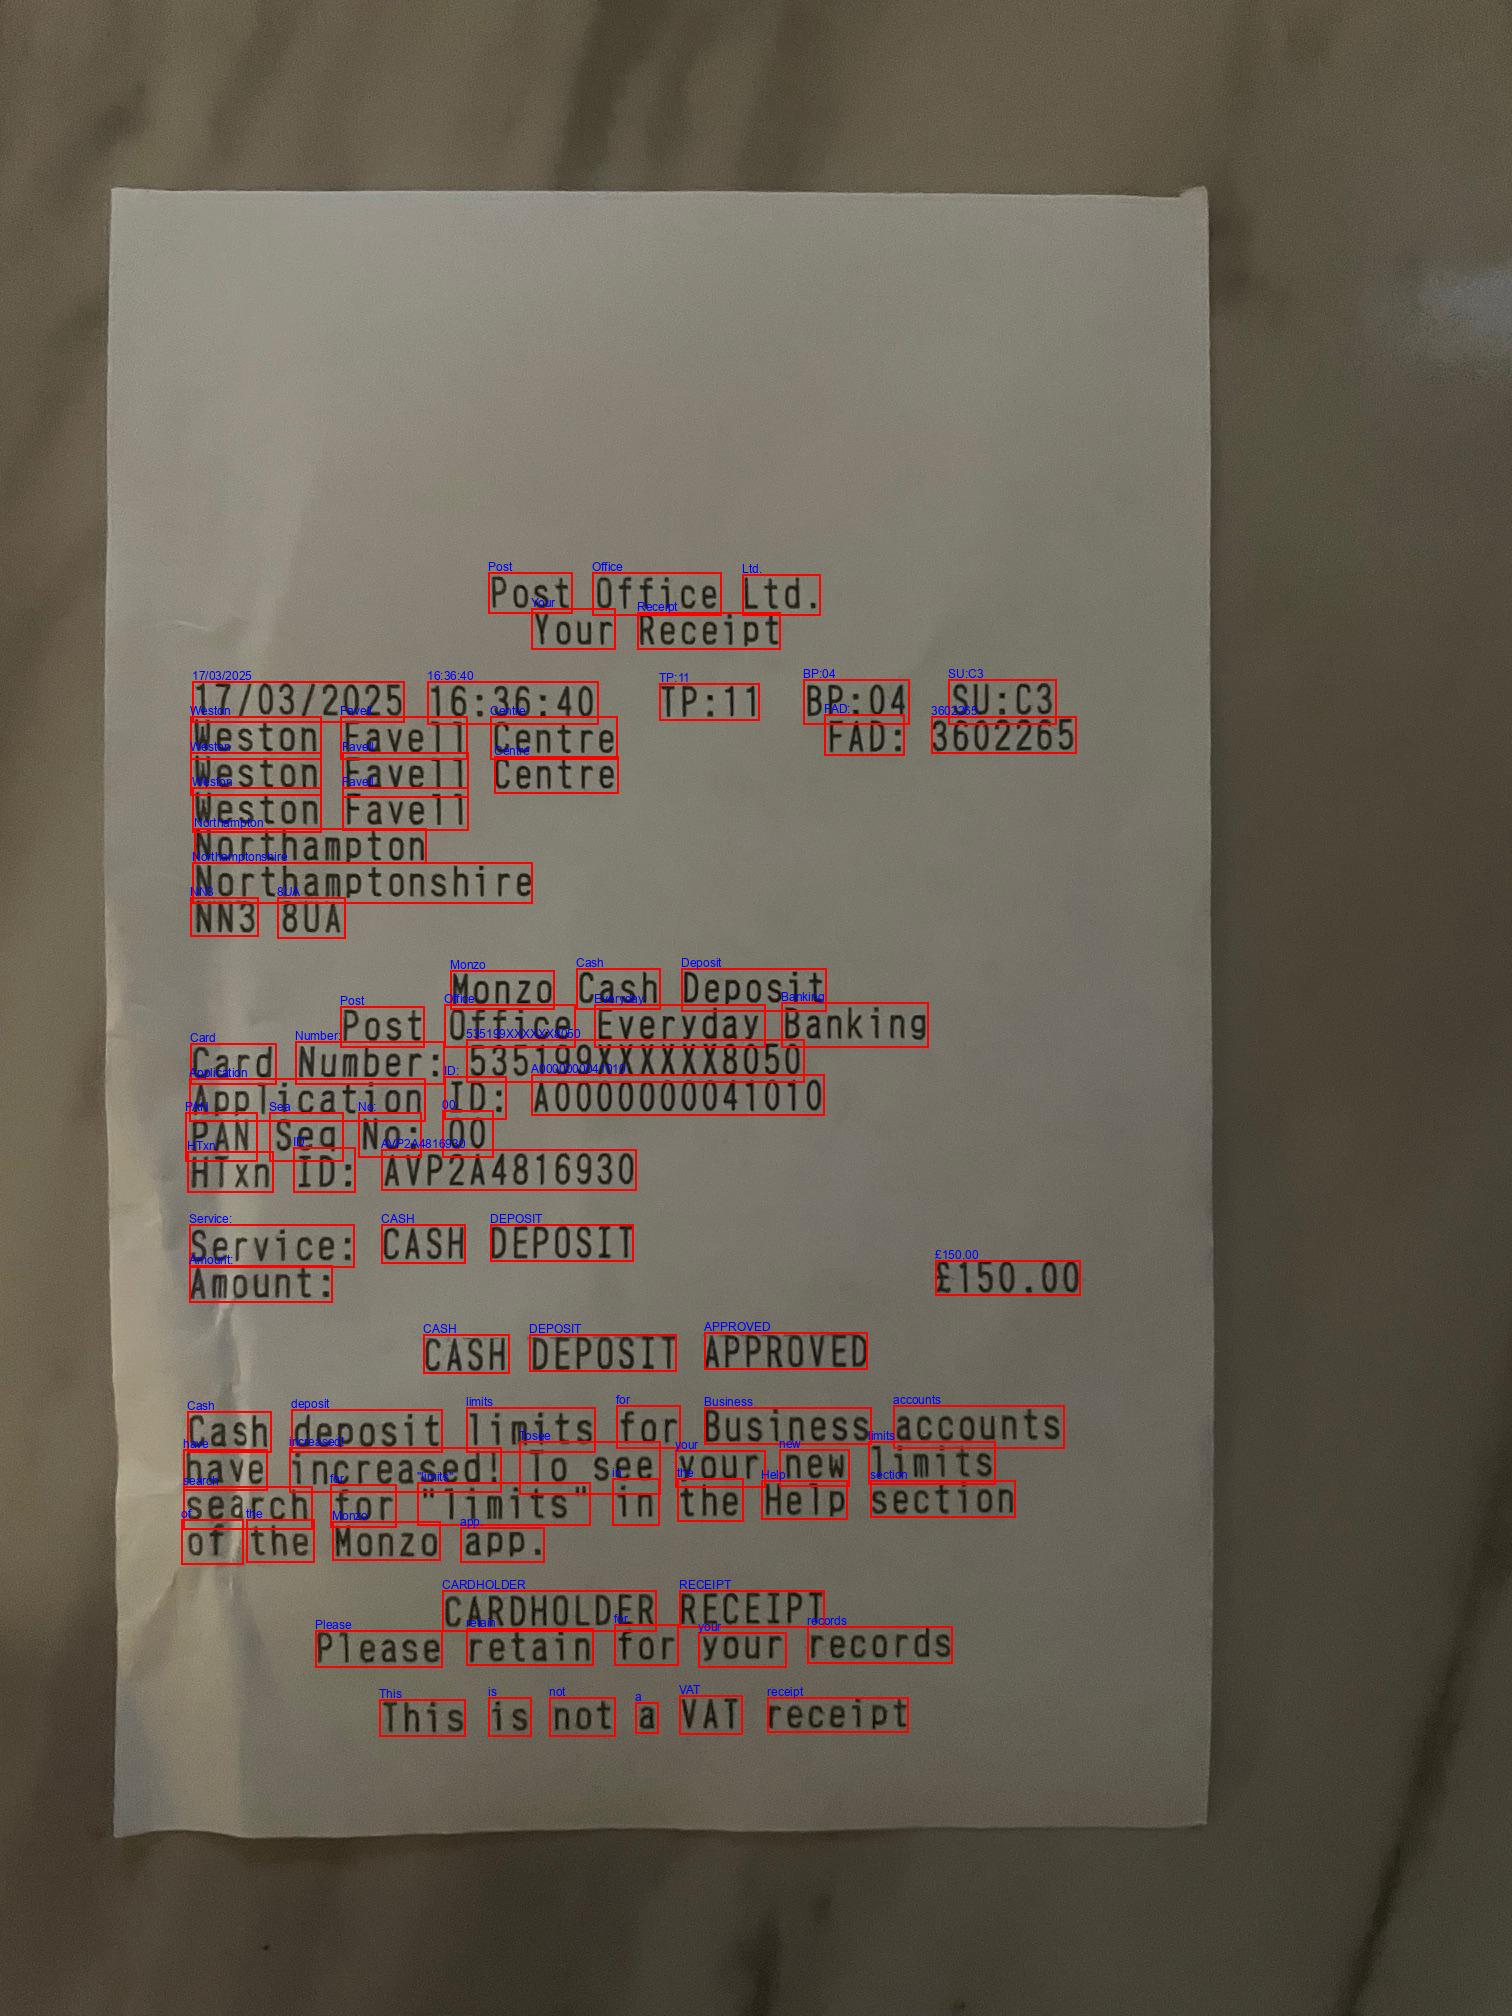 Post Office Ltd.
Your Receipt
17/03/2025 16:36:40 TP:11 BP:04 SU:C3
Weston Favell Centre FAD: 3602265
Weston Favell Centre
Weston Favell
Northampton
Northamptonshire
NN3 8UA
Monzo Cash Deposit
Post Office Everyday Banking
Card Number: 535199XXXXXX8050
Application ID: A0000000041010
PAN Seq No: 00
HTxn ID: AVP2A4816930
Service: CASH DEPOSIT
Amount: £150.00
CASH DEPOSIT APPROVED
Cash deposit limits for Business accounts
have increased! To see your new limits
search for "limits" in the Help section
of the Monzo app.
CARDHOLDER RECEIPT
Please retain for your records
This is not a VAT receipt